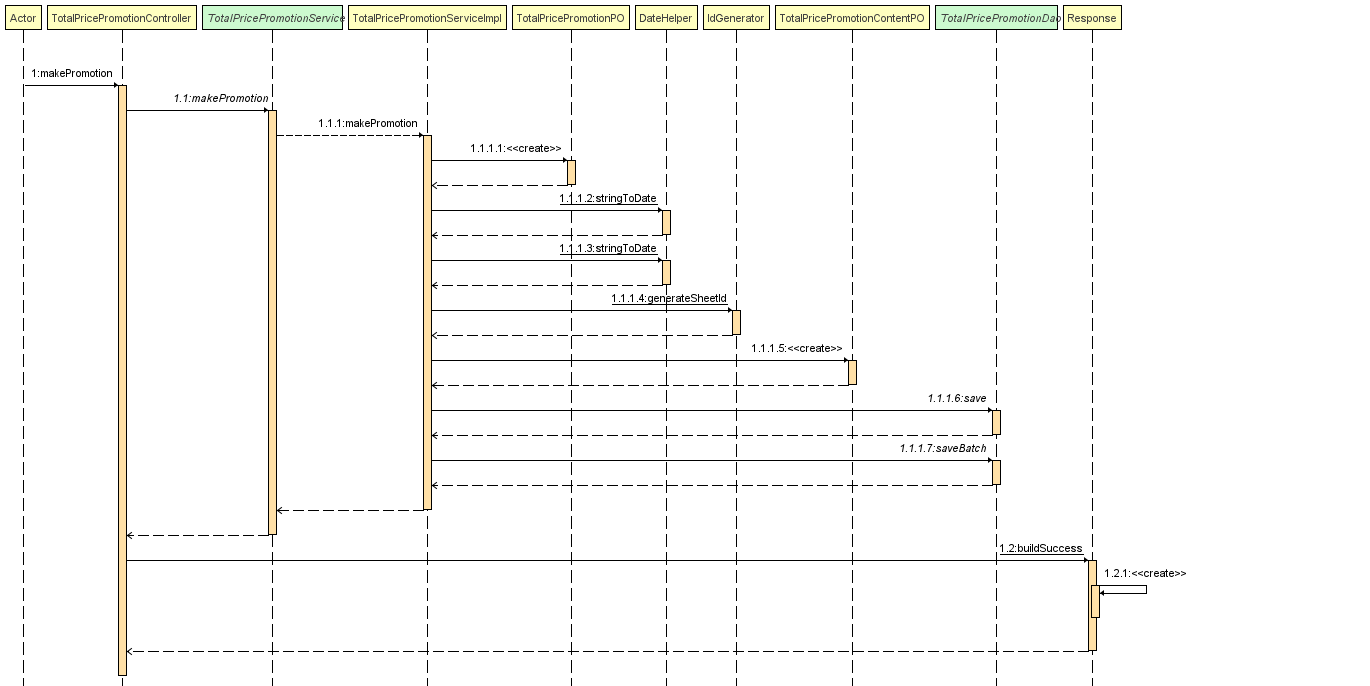 Actor
TotalPricePromotionController
TotalPricePromotionService
TotalPricePromotionServiceImpl
TotalPricePromotionPO
DateHelper
IdGenerator
TotalPricePromotionContentPO
TotalPricePromotionDao
Response
1:makePromotion
1.1:makePromotion
1.1.1:makePromotion
1.1.1.1:<<create>>
1.1.1.2:stringToDate
1.1.1.3:stringToDate
1.1.1.4:generateSheetId
1.1.1.5:<<create>>
1.1.1.6:save
1.1.1.7:saveBatch
1.2:buildSuccess
1.2.1:<<create>>